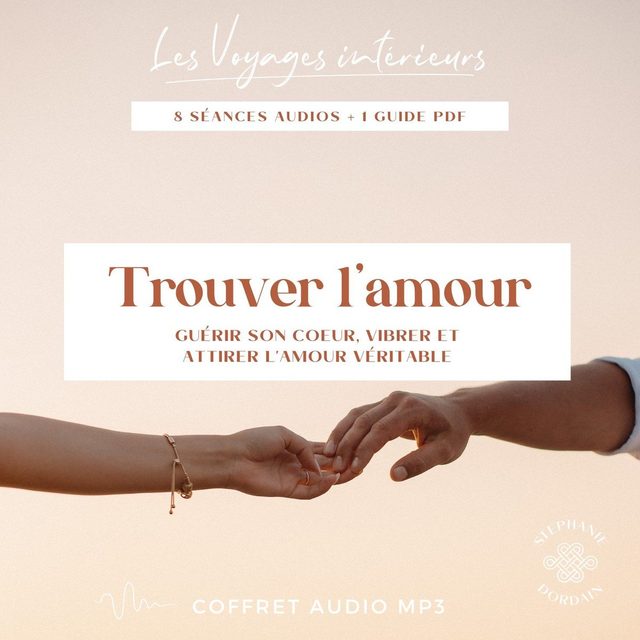 Les Voyages intérieurs
8 SÉANCES AUDIOS + 1 GUIDE PDF
Trouver l'amour
GUÉRIR SON COEUR, VIBRER ET
ATTIRER L'AMOUR VÉRITABLE
STEPHANIE
DORDAIN
COFFRET AUDIO MP3